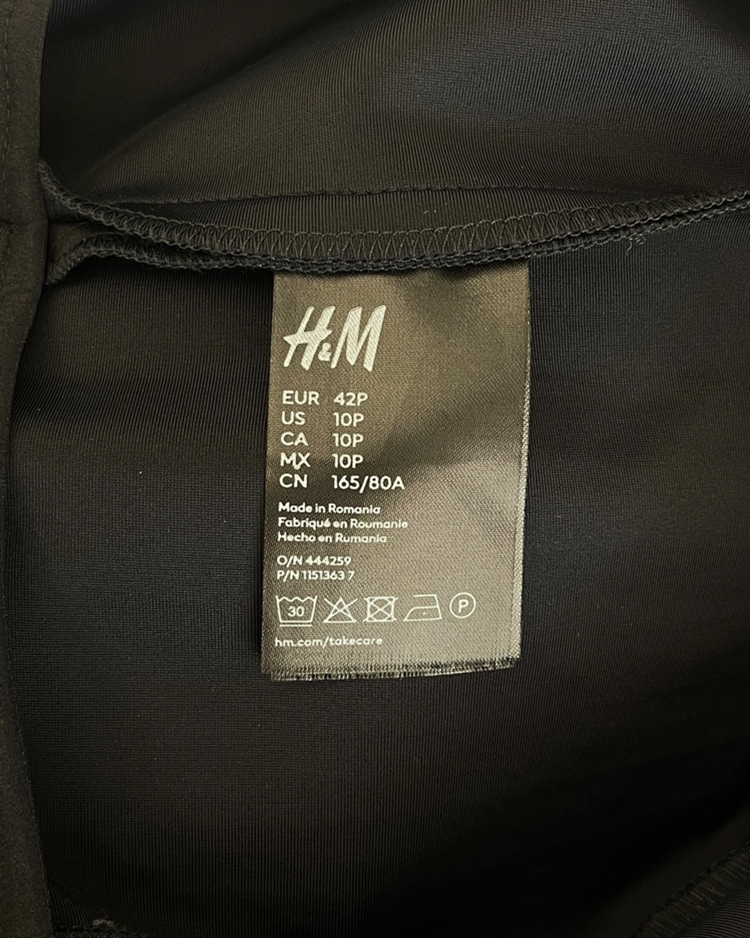 H&M
EUR 42P
US 10P
CA 10P
MX 10P
CN 165/80A
Made in Romania
Fabriqué en Roumanie
Hecho en Rumania
O/N 444259
P/N 1151363 7
30 P
hm.com/takecare